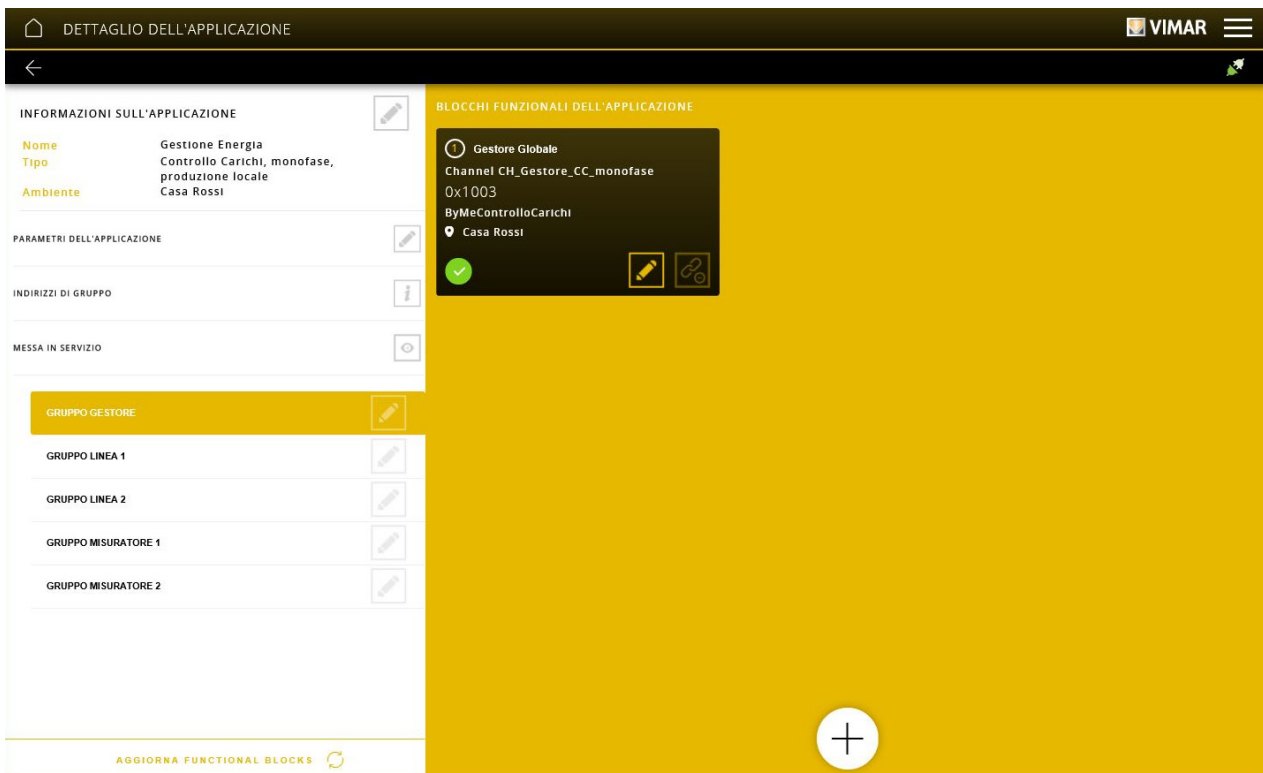 DETTAGLIO DELL'APPLICAZIONE
VIMAR
INFORMAZIONI SULL'APPLICAZIONE
Nome Gestione Energia
Tipo Controllo Carichi, monofase,
produzione locale
Ambiente Casa Rossi
PARAMETRI DELL'APPLICAZIONE
INDIRIZZI DI GRUPPO
i
MESSA IN SERVIZIO
GRUPPO GESTORE
GRUPPO LINEA 1
GRUPPO LINEA 2
GRUPPO MISURATORE 1
GRUPPO MISURATORE 2
AGGIORNA FUNCTIONAL BLOCKS
BLOCCHI FUNZIONALI DELL'APPLICAZIONE
1 Gestore Globale
Channel CH_Gestore_CC_monofase
0x1003
ByMeControlloCarichi
Casa Rossi